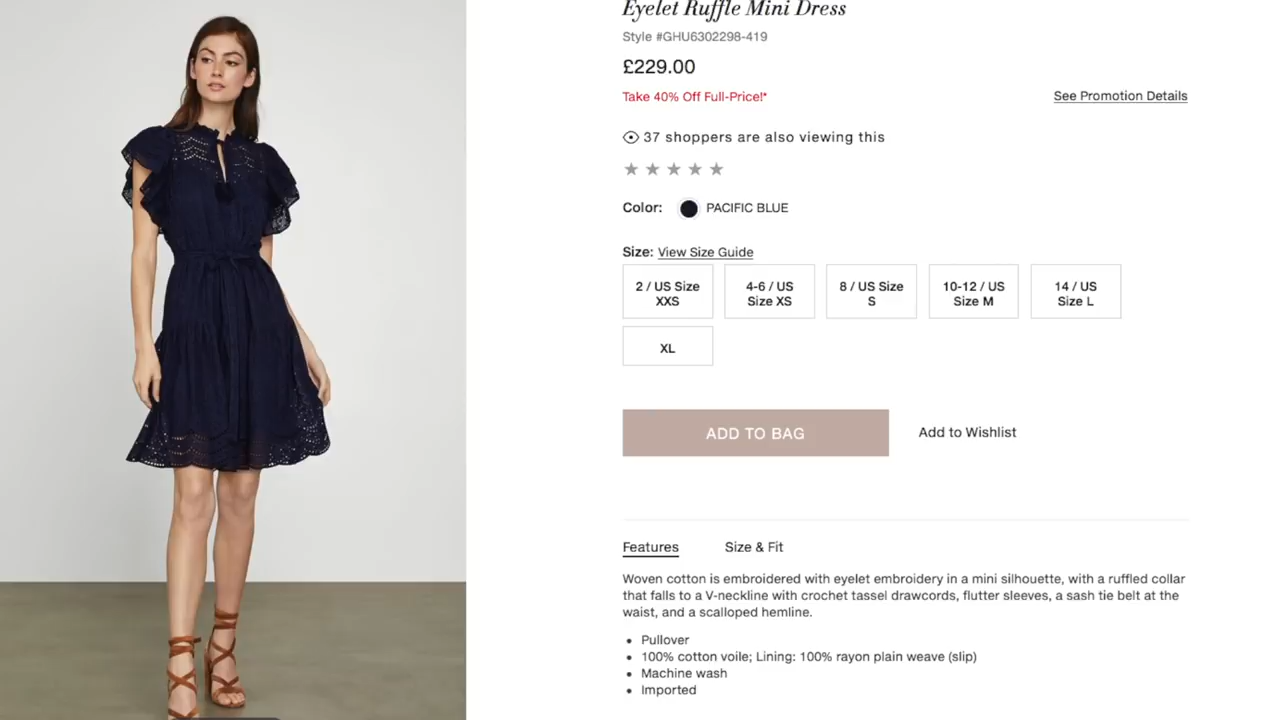 Eyelet Ruffle Mini Dress
Style #GHU6302298-419
£229.00
Take 40% Off Full-Price!*
See Promotion Details
37 shoppers are also viewing this
Color: PACIFIC BLUE
Size: View Size Guide
2 / US Size XXS
4-6 / US Size XS
8 / US Size S
10-12 / US Size M
14 / US Size L
XL
ADD TO BAG
Add to Wishlist
Features
Size & Fit
Woven cotton is embroidered with eyelet embroidery in a mini silhouette, with a ruffled collar
that falls to a V-neckline with crochet tassel drawcords, flutter sleeves, a sash tie belt at the
waist, and a scalloped hemline.
Pullover
100% cotton voile; Lining: 100% rayon plain weave (slip)
Machine wash
Imported